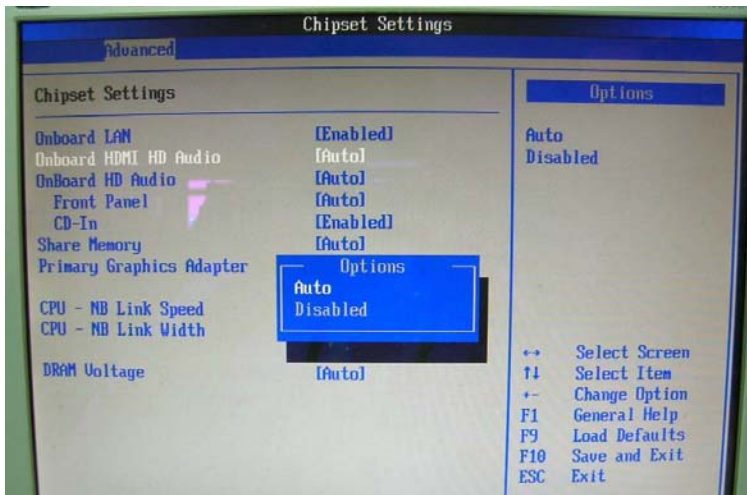 Chipset Settings
Advanced
Chipset Settings
Onboard LAN [Enabled]
Onboard HDMI HD Audio [Auto]
OnBoard HD Audio [Auto]
Front Panel [Auto]
CD-In [Enabled]
Share Memory [Auto]
Primary Graphics Adapter
CPU - NB Link Speed
CPU - NB Link Width
DRAM Voltage [Auto]
Options
Auto
Disabled
Options
Auto
Disabled
↔ Select Screen
↑↓ Select Item
+- Change Option
F1 General Help
F9 Load Defaults
F10 Save and Exit
ESC Exit